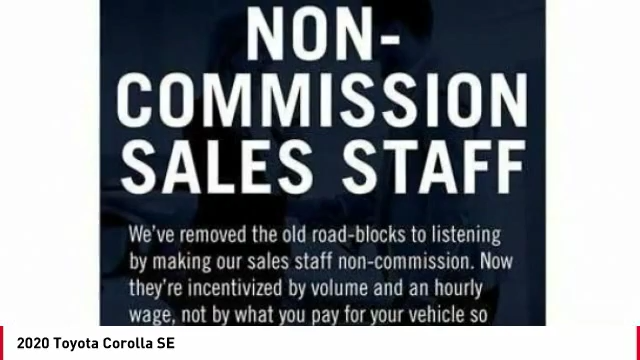 NON-
COMMISSION
SALES STAFF
We've removed the old road-blocks to listening
by making our sales staff non-commission. Now
they're incentivized by volume and an hourly
wage, not by what you pay for your vehicle so
2020 Toyota Corolla SE